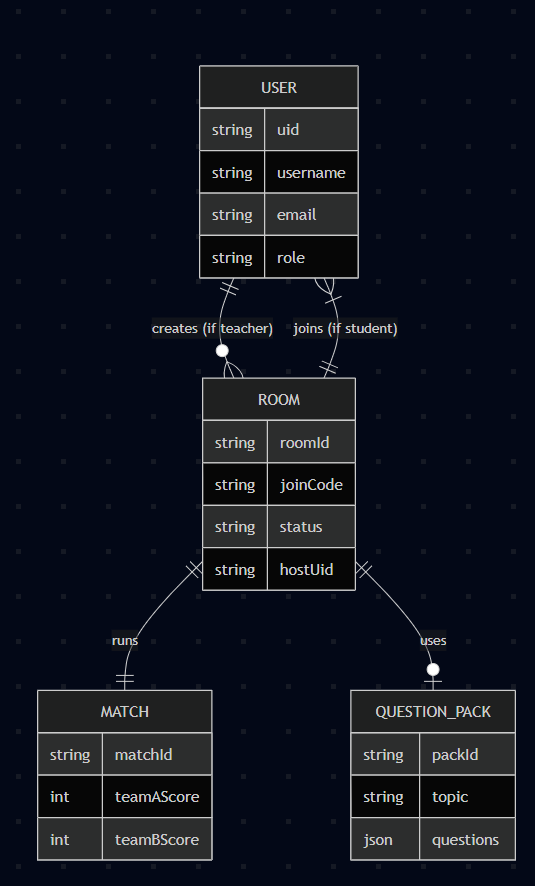 USER
string uid
string username
string email
string role
creates (if teacher) joins (if student)
ROOM
string roomId
string joinCode
string status
string hostUid
runs uses
MATCH QUESTION_PACK
string matchId string packId
int teamAScore string topic
int teamBScore json questions